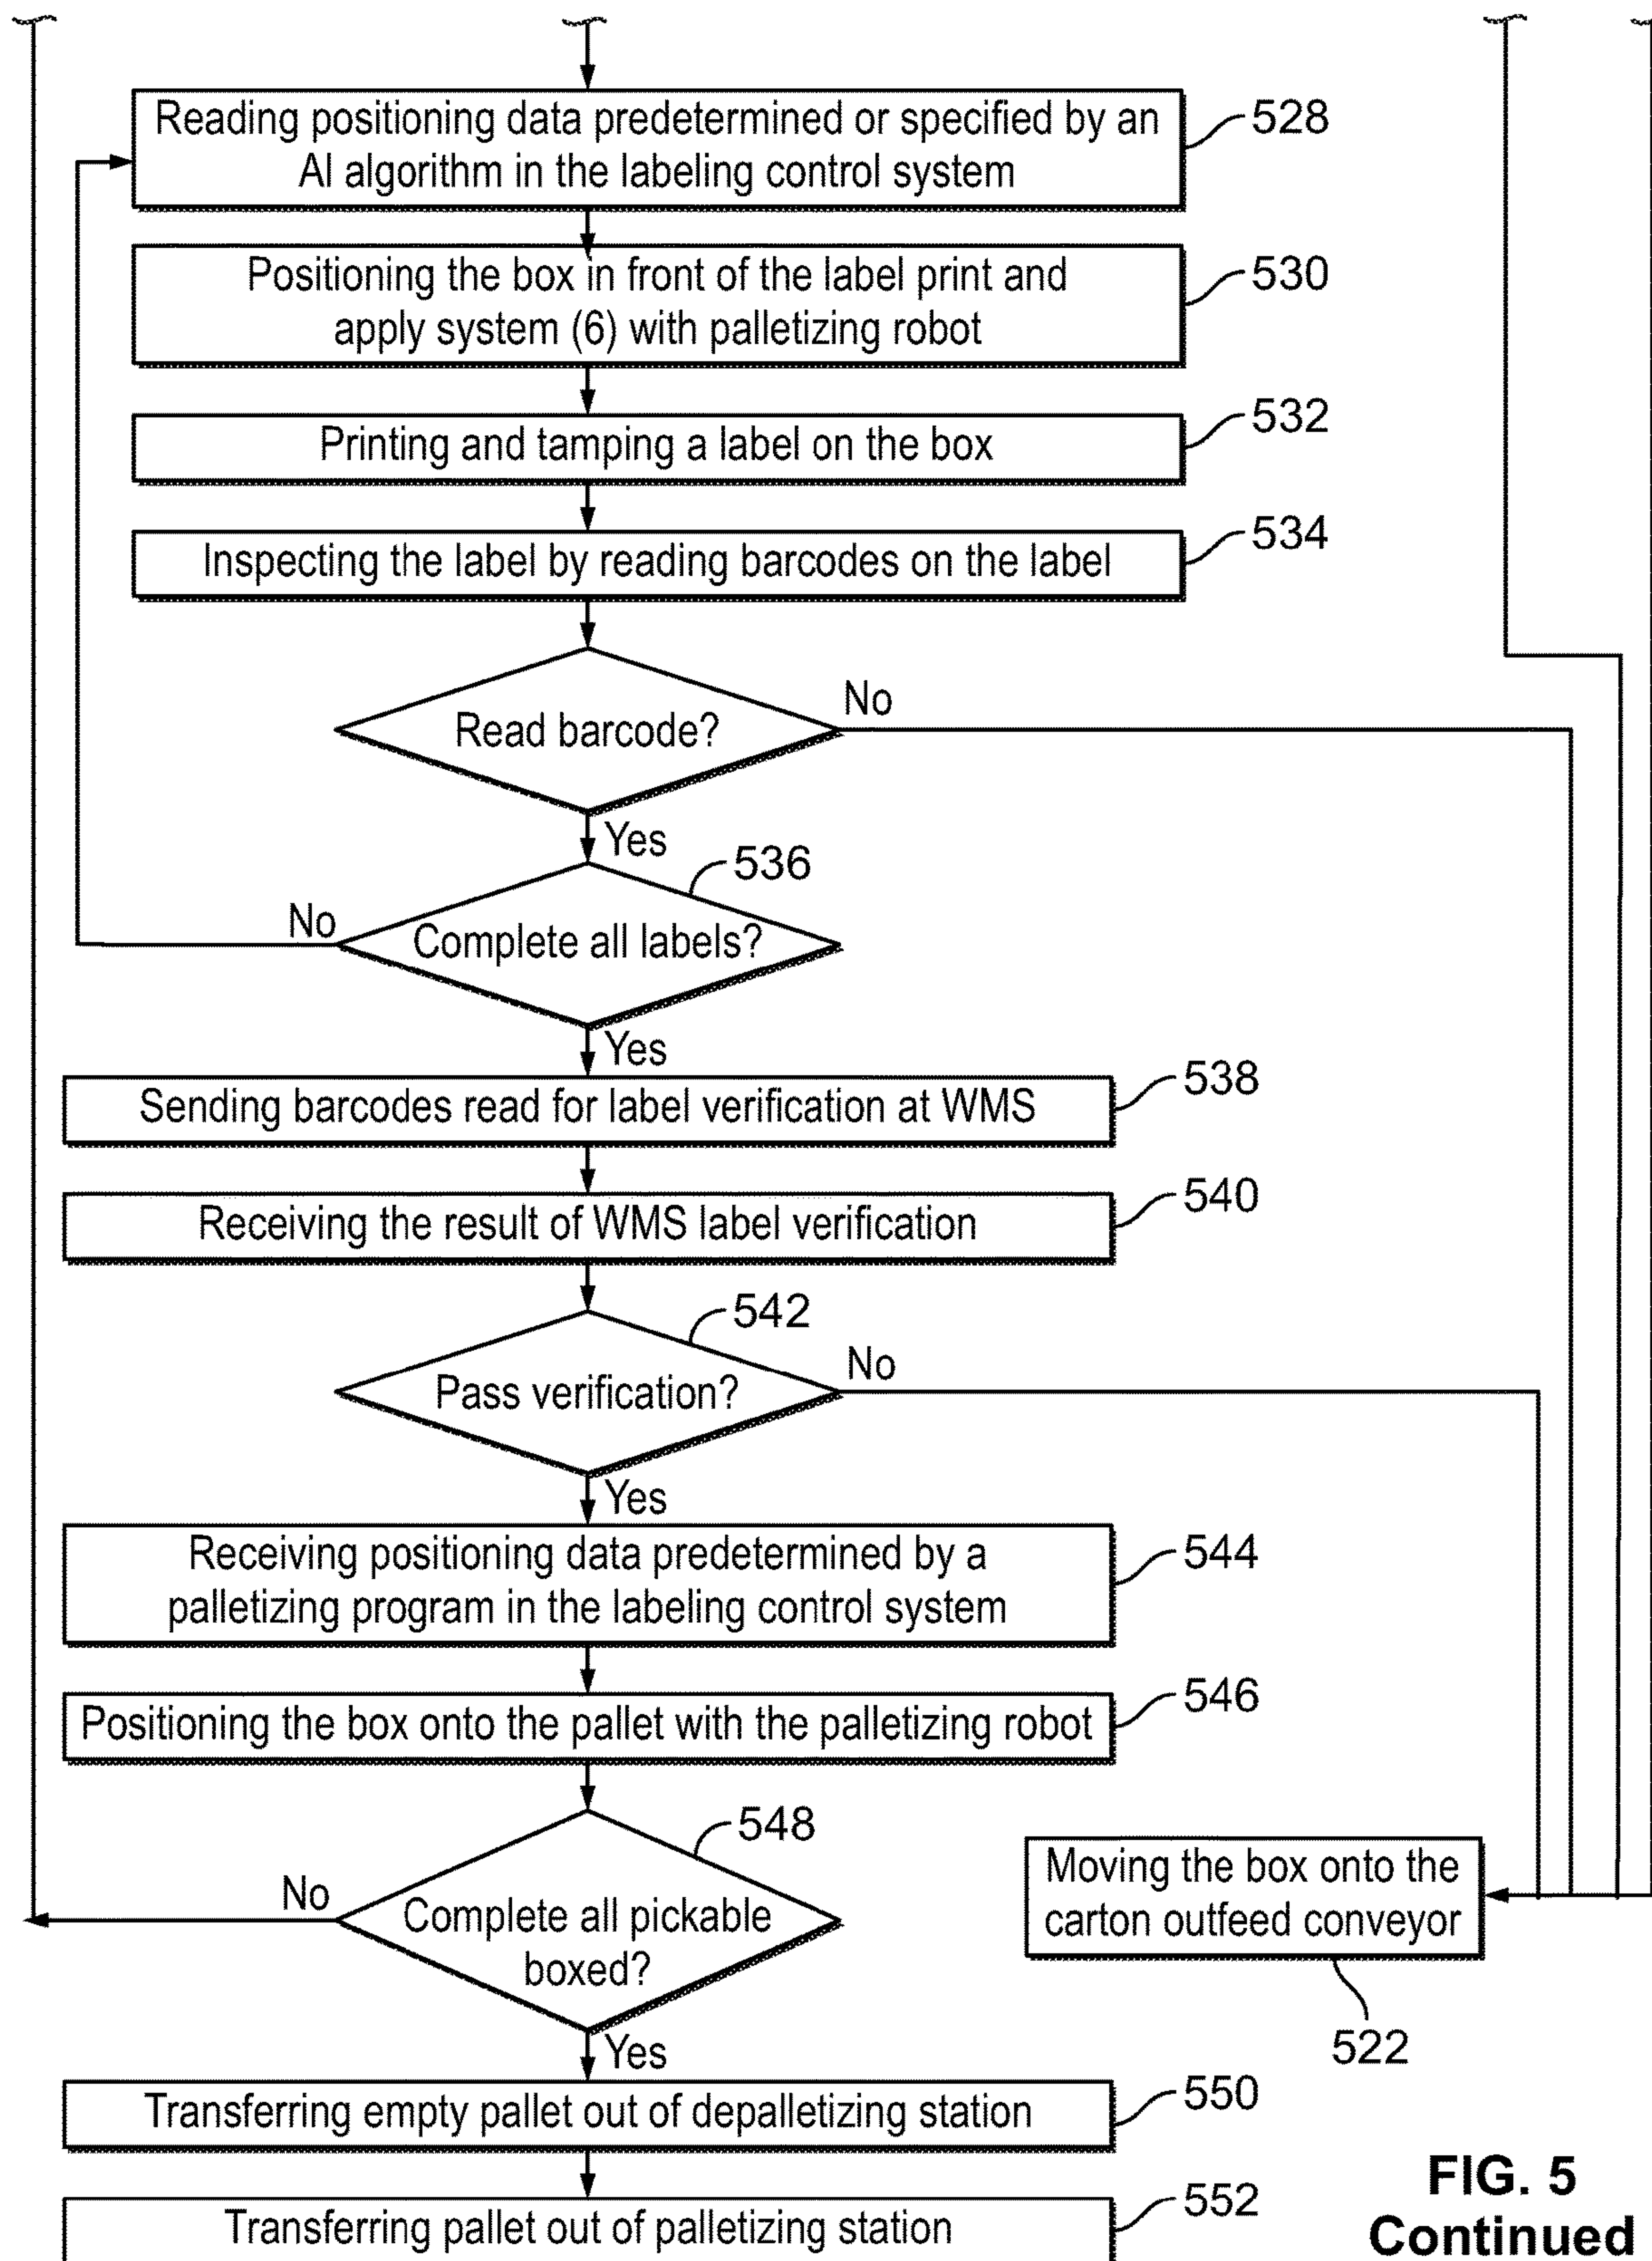 Reading positioning data predetermined or specified by an
AI algorithm in the labeling control system
528
Positioning the box in front of the label print and
apply system (6) with palletizing robot
530
Printing and tamping a label on the box
532
Inspecting the label by reading barcodes on the label
534
Read barcode?
No
Yes
536
Complete all labels?
No
Yes
Sending barcodes read for label verification at WMS
538
Receiving the result of WMS label verification
540
542
Pass verification?
No
Yes
Receiving positioning data predetermined by a
palletizing program in the labeling control system
544
Positioning the box onto the pallet with the palletizing robot
546
548
Complete all pickable
boxed?
No
Yes
Moving the box onto the
carton outfeed conveyor
522
Transferring empty pallet out of depalletizing station
550
Transferring pallet out of palletizing station
552
FIG. 5
Continued